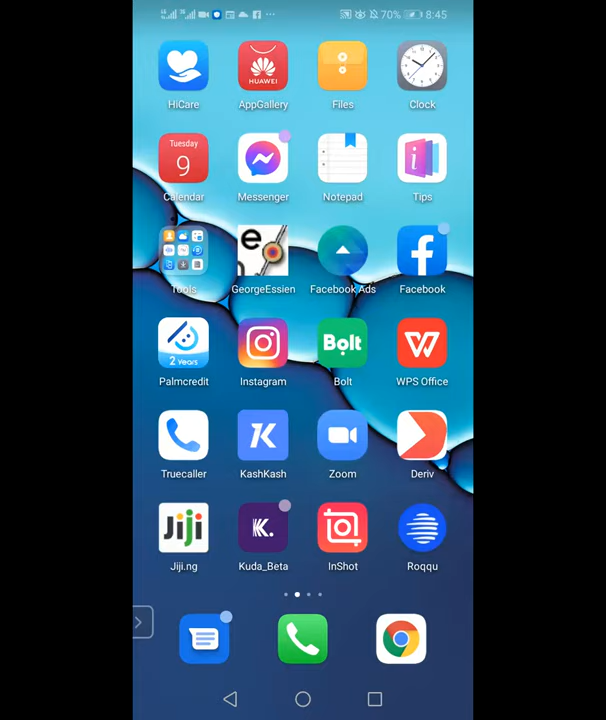 70% 8:45
HUAWEI
HiCare AppGallery Files Clock
Tuesday
9
Calendar Messenger Notepad Tips
e
Tools GeorgeEssien Facebook Ads Facebook
2 Years
Bolt
Palmcredit Instagram Bolt WPS Office
Truecaller KashKash Zoom Deriv
Jiji
K.
Jiji.ng Kuda_Beta InShot Roqqu